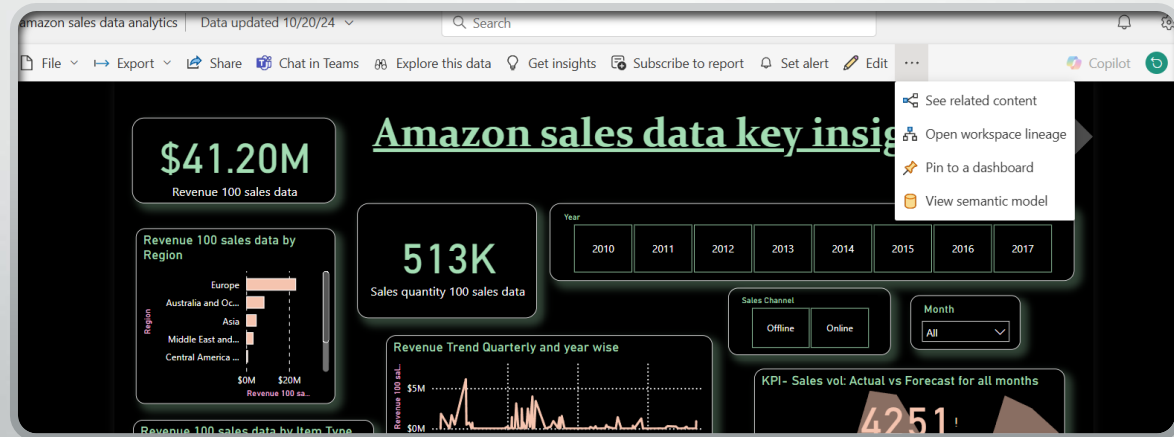 amazon sales data analytics
Data updated 10/20/24
Search
File
Export
Share
Chat in Teams
Explore this data
Get insights
Subscribe to report
Set alert
Edit
...
Copilot
See related content
Open workspace lineage
Pin to a dashboard
View semantic model
Amazon sales data key insig
$41.20M
Revenue 100 sales data
513K
Sales quantity 100 sales data
Year
2010
2011
2012
2013
2014
2015
2016
2017
Revenue 100 sales data by
Region
Region
Europe
Australia and Oc...
Asia
Middle East and...
Central America ...
$0M
$20M
Revenue 100 sa...
Sales Channel
Offline
Online
Month
All
Revenue Trend Quarterly and year wise
Revenue 100 sal...
$5M
$0M
KPI- Sales vol: Actual vs Forecast for all months
4251!
Revenue 100 sales data by Item Type